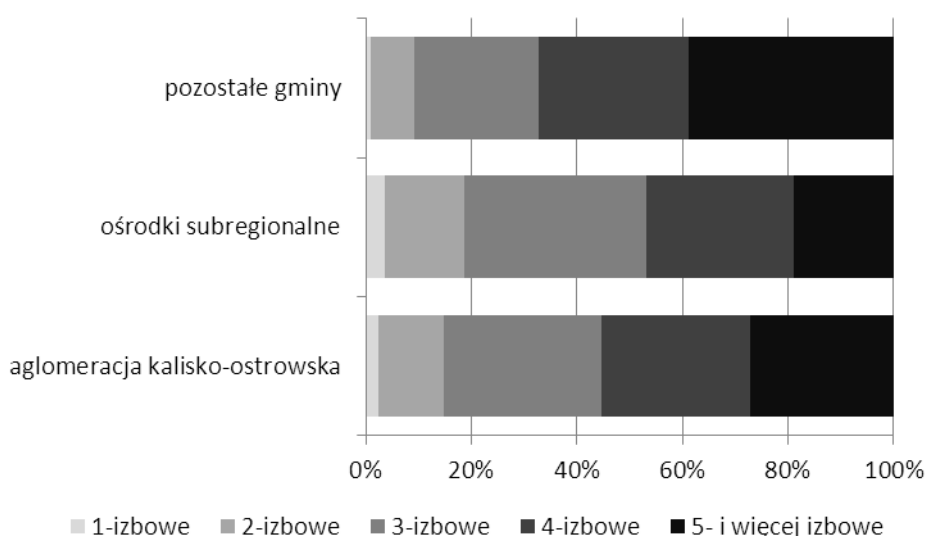 pozostałe gminy
ośrodki subregionalne
aglomeracja kalisko-ostrowska
0% 20% 40% 60% 80% 100%
1-izbowe 2-izbowe 3-izbowe 4-izbowe 5- i więcej izbowe